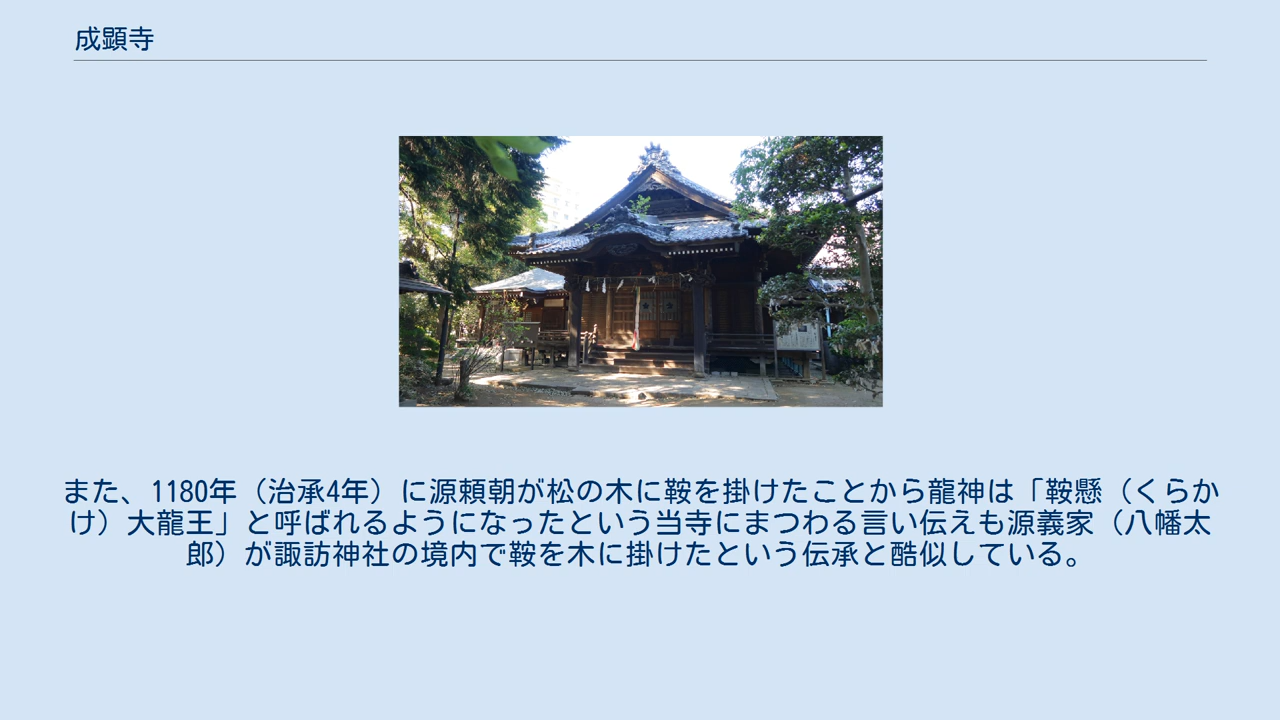 成顕寺
また、1180年（治承4年）に源頼朝が松の木に鞍を掛けたことから龍神は「鞍懸（くらか
け）大龍王」と呼ばれるようになったという当寺にまつわる言い伝えも源義家（八幡太
郎）が諏訪神社の境内で鞍を木に掛けたという伝承と酷似している。